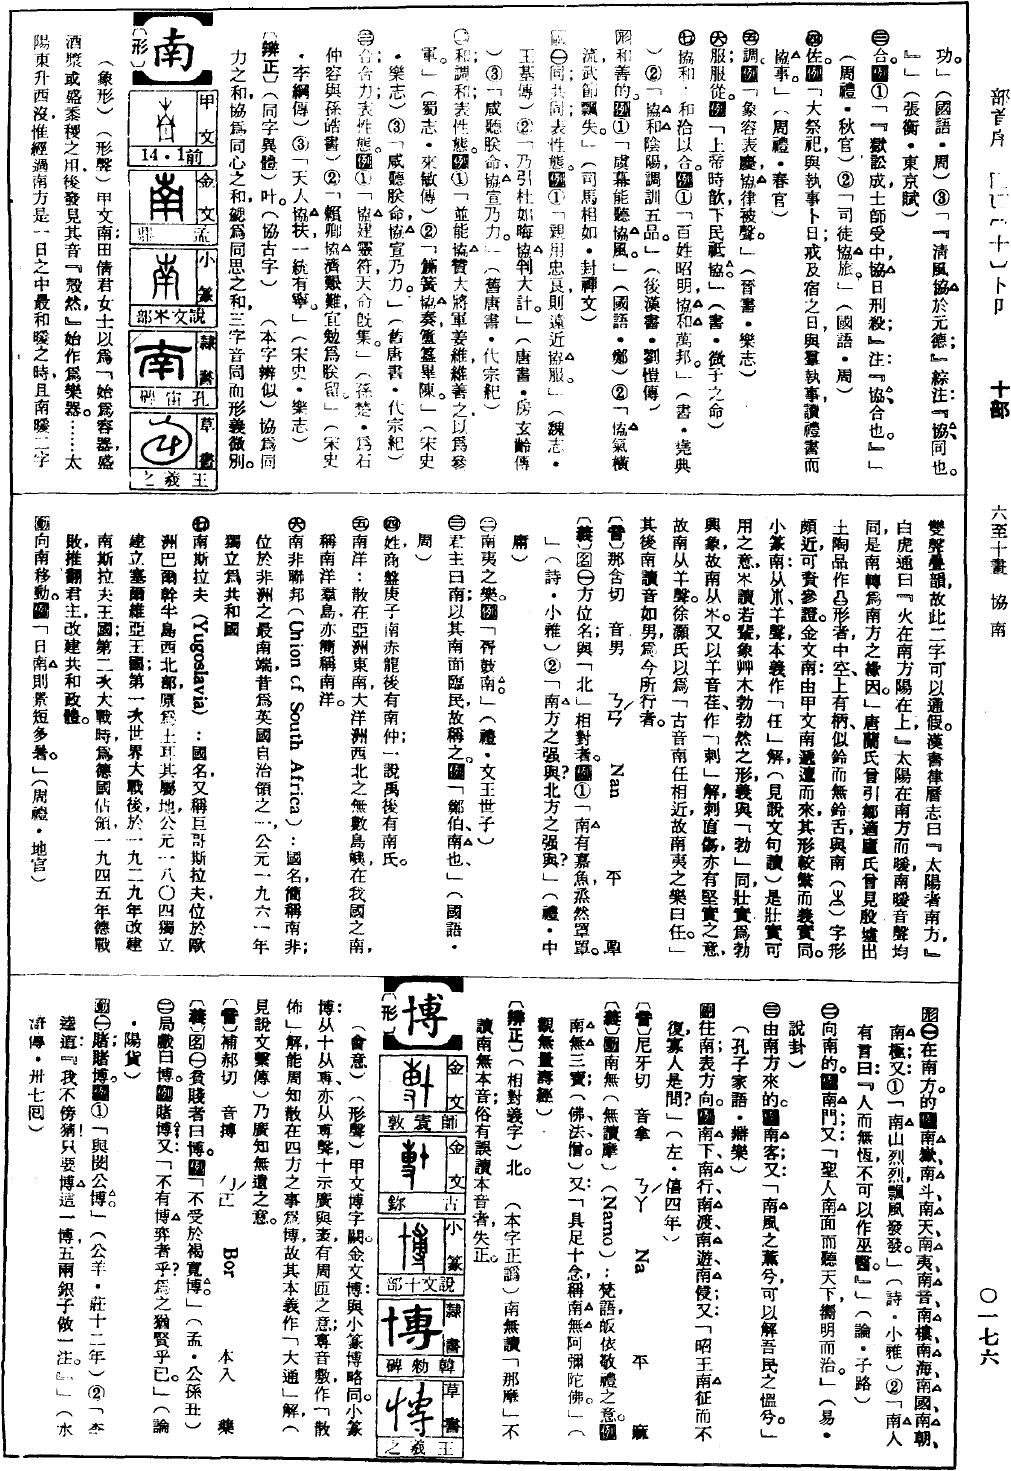 部首序 十部 六至十畫 協 南 〇一七六
功。」(國語・周)③「『清風協於元德』綜注:『協同也。
』」(張衡・東京賦)
㊂合。例①「『獄訟成,士師受中,協日刑殺』注:『協,合也。』」
(周禮・秋官)②「司徒協旅。」(國語・周)
㊃佐。例「大祭祀,與執事卜日,戒及宿之日,與羣執事讀禮書而
協事。」(周禮・春官)
㊄調。例「象容表慶,協律被聲。」(晉書・樂志)
㊅服;服從。例「上帝時歆,下民祗協。」(書・微子之命)
㊆協和 和洽以合。例①「百姓昭明,協和萬邦。」(書・堯典
)②「協和陰陽,調訓五品。」(後漢書・劉愷傳)
和善的。例①「虞幕能聽協風。」(國語・鄭)②「協氣橫
流,武節飄失。」(司馬相如・封禪文)
㊀同;共同;表性態。例①「親用忠良,則遠近協服。」(魏志・
王基傳)②「乃引杜如晦協判大計。」(唐書・房玄齡傳
)③「咸聽朕命,協宣乃力。」(舊唐書・代宗紀)
㊁和調;和;表性態。例①「並能協贊大將軍姜維,維善之,以爲參
軍。」(蜀志・來敏傳)②「簫簧協奏,簠簋畢陳。」(宋史
・樂志)③「咸聽朕命,協宣乃力。」(舊唐書・代宗紀)
㊂合;合力;表性態。例①「協建靈符,天命既集。」(孫楚・爲石
仲容與孫皓書)②「賴卿協濟艱難,宜勉爲朕留。」(宋史
・李綱傳)③「天人協扶,一統有寧。」(宋史・樂志)
〔辨正〕(同字異體)叶。(協古字)(本字辨似)協爲同
力之和,協爲同心之和,勰爲同思之和,三字音同而形義微別。
南
〔形〕
甲文 前1・14
金文 孟鼎
小篆 說文𣎵部
隸書 孔宙碑
草書 王羲之
(象形)(形聲)甲文南:田倩君女士以爲「始爲容器,盛
酒漿或盛黍稷之用,後發見其音『㱿然』,始作爲樂器。……太
陽東升西沒,惟經過南方是一日之中最和暖之時,且南暖二字
雙聲疊韻,故此二字可以通假。漢書律曆志曰『太陽者南方,』
白虎通曰『火在南方,陽在上。』太陽在南方而暖,南暖音聲均
同,是南轉爲南方之緣因。」唐蘭氏曾引鄒適廬氏曾見殷墟出
土陶品作凸形者,中空,上有柄,似鈴而無鈴舌,與南( )字形
頗近,可資參證。金文南:由甲文南遞遭而來,其形較繁而義實同。
小篆:南从𣎵、𢆉聲,本義作「任」解(見說文句讀),是壯實可
用之意。𣎵讀若輩,象艸木勃勃然之形,義與「勃」同,壯實爲勃
興象,故南从𣎵。又以𢆉音荏,作「刺」解,刺直傷,亦有堅實之意,
故南从𢆉聲。徐灝氏以爲「古音南任相近,故南夷之樂曰任。」
其後南讀音如男,爲今所行者。
〔音〕那含切 音男 ㄋㄢˊ Nan 平 覃
〔義〕名㊀方位名;與「北」相對者。例①「南有嘉魚,烝然罩罩。
」(詩・小雅)②「南方之强與?北方之强與?」(禮・中
庸)
㊁南夷之樂。例「胥鼓南。」(禮・文王世子)
㊂君主曰南;以其南面臨民,故稱之。例「鄭伯,南也。」(國語・
周)
㊃姓,商盤庚子南赤龍後有南仲;一說禹後有南氏。
㊄南洋:散在亞洲東南,大洋洲西北之無數島嶼,在我國之南,
稱南洋羣島,亦簡稱南洋。
㊅南非聯邦(Union of South Africa):國名,簡稱南非;
位於非洲之最南端,昔爲英國自治領之一,公元一九六一年
獨立爲共和國。
㊆南斯拉夫(Yugoslavia):國名,又稱巨哥斯拉夫,位於歐
洲巴爾幹半島西北部,原爲土耳其屬地,公元一八〇四獨立
建立塞爾維亞王國;第一次世界大戰後,於一九二九年改建
南斯拉夫王國;第二次大戰時,爲德國佔領,一九四五年德戰
敗,推翻君主,改建共和政體。
動向南移動。例「日南則景短多暑。」(周禮・地官)
形㊀在南方的。例南嶽、南斗、南天、南夷、南音、南樓、南海、南國、南朝、
南極;又:①「南山烈烈,飄風發發。」(詩・小雅)②「南人
有言曰:『人而無恆,不可以作巫醫。』」(論・子路)
㊁向南的。例南門;又:「聖人南面而聽天下,嚮明而治。」(易・
說卦)
㊂由南方來的。例南客;又:「南風之薰兮,可以解吾民之慍兮。」
(孔子家語・辯樂)
副往南;表方向。例南下、南行、南渡、南遊、南侵;又:「昭王南征而不
復,寡人是問。」(左・僖四年)
〔音〕尼牙切 音拿 ㄋㄚˊ Na 平 麻
〔義〕動南無(無讀摩)(Namo):梵語,皈依敬禮之意。例
南無三寶(佛、法、僧);又:「具足十念,稱南無阿彌陀佛。」(
觀無量壽經)
〔辨正〕(相對義字)北。(本字正譌)南無讀「那摩」,不
讀南無本音,俗有誤讀本音者,失正。
博
〔形〕
金文 師㝨敦
金文 古鉨
小篆 說文十部
隸書 韓勑碑
草書 王羲之
(會意)(形聲)甲文博字闕。金文博:與小篆博略同。小篆
博:从十从尃,亦从尃聲,十示廣與袤,有周匝之意;尃音敷,作「散
佈」解,能周知散在四方之事爲博,故其本義作「大通」解,(
見說文繫傳)乃廣知無遺之意。
〔音〕補郝切 音搏 ㄅㄛˊ Bor 本入 藥
〔義〕名㊀貧賤者曰博。例「不受於褐寬博。」(孟・公孫丑)
㊁局戲曰博。例賭博;又:「不有博弈者乎?爲之猶賢乎已。」(論
・陽貨)
動㊀賭;賭博。例①「與閔公博。」(公羊・莊十二年)②「李
逵道:『我不傍猜,只要博這一博,五兩銀子做一注。』」(水
滸傳・卅七回)